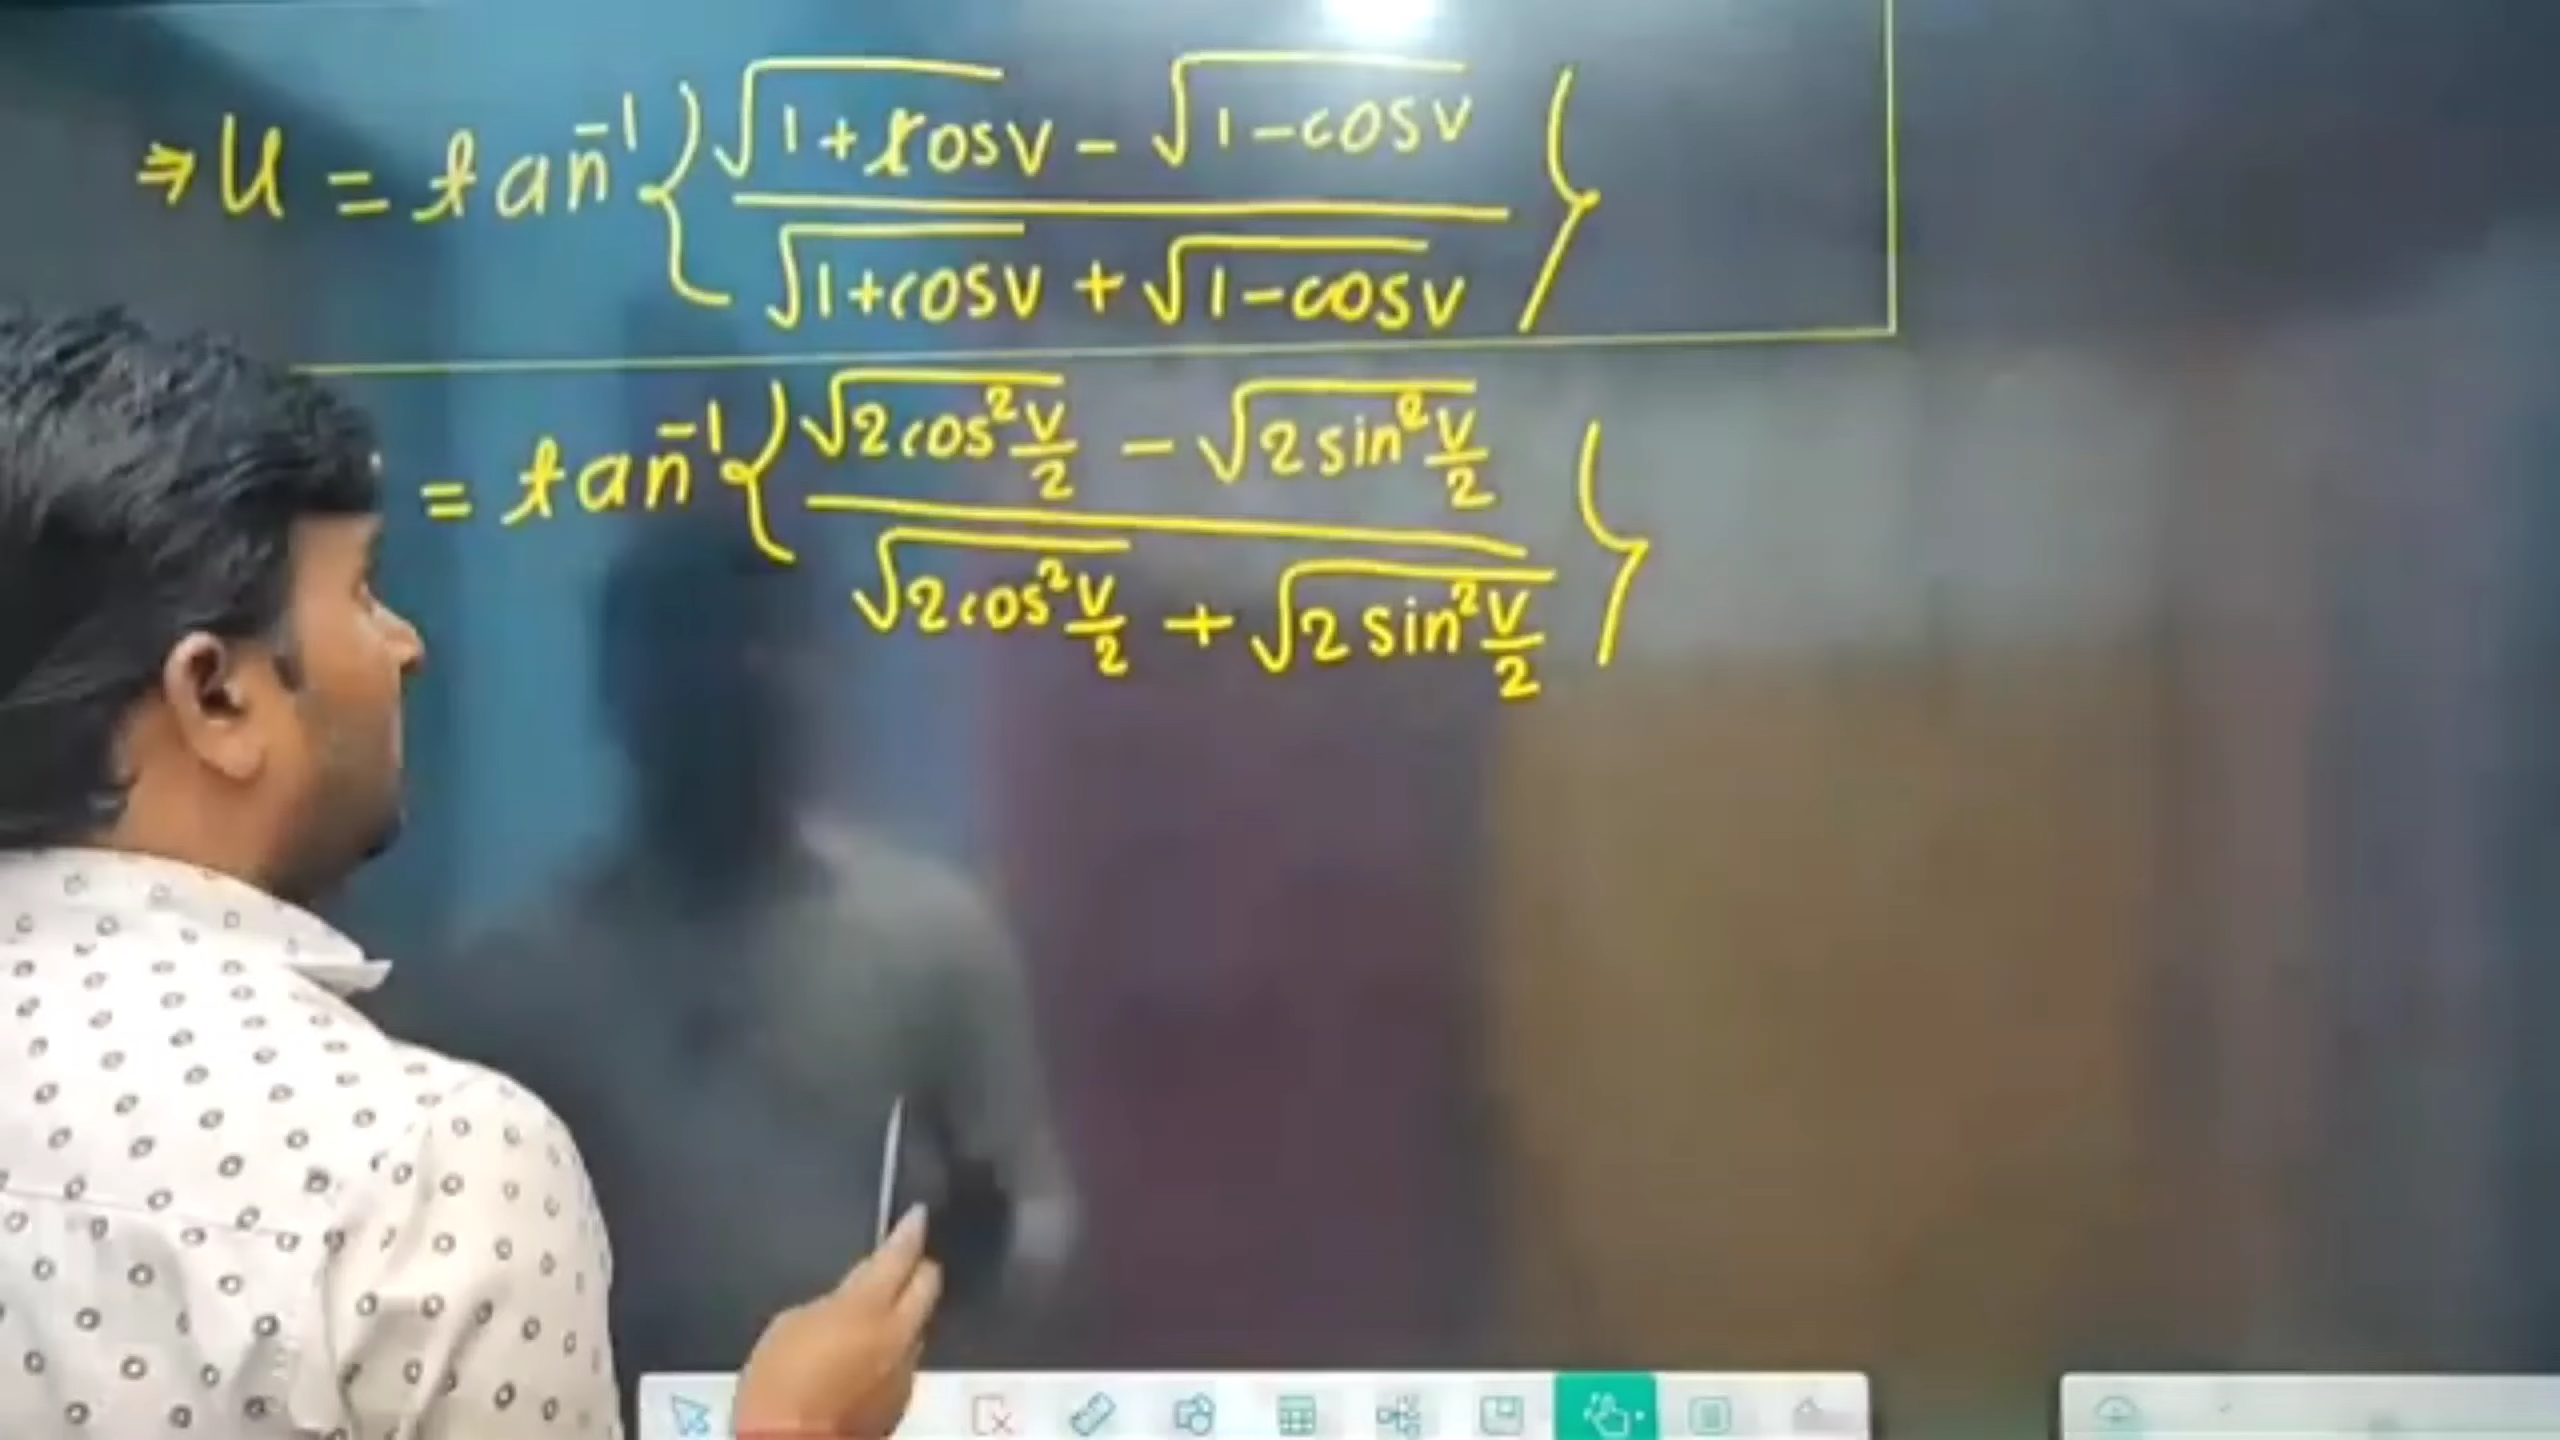 ⇒ U = tan⁻¹{(√(1+cosv) - √(1-cosv))/(√(1+cosv) + √(1-cosv))}
= tan⁻¹{(√(2cos²(v/2)) - √(2sin²(v/2)))/(√(2cos²(v/2)) + √(2sin²(v/2)))}